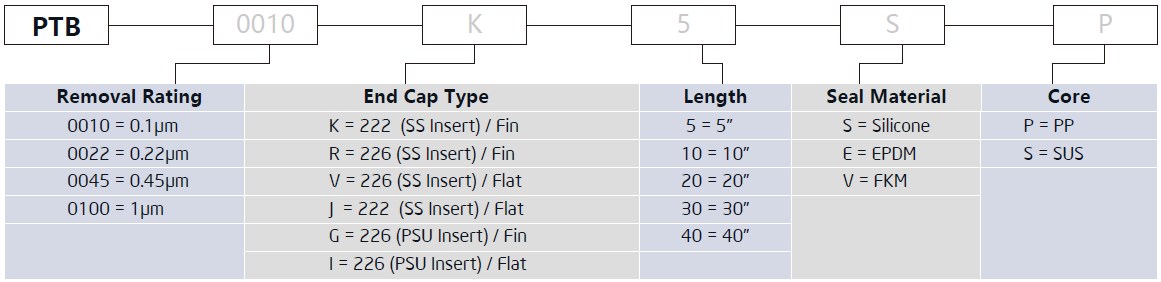 PTB 0010 K 5 S P
Removal Rating End Cap Type Length Seal Material Core
0010 = 0.1µm K = 222 (SS Insert) / Fin 5 = 5” S = Silicone P = PP
0022 = 0.22µm R = 226 (SS Insert) / Fin 10 = 10” E = EPDM S = SUS
0045 = 0.45µm V = 226 (SS Insert) / Flat 20 = 20” V = FKM
0100 = 1µm J = 222 (SS Insert) / Flat 30 = 30”
G = 226 (PSU Insert) / Fin 40 = 40”
I = 226 (PSU Insert) / Flat